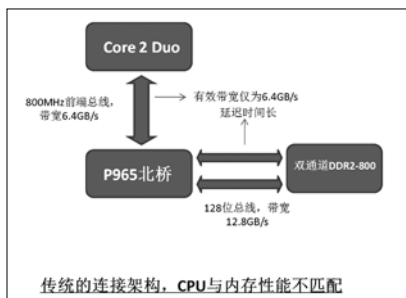 Core 2 Duo
800MHz前端总线,
带宽6.4GB/s
有效带宽仅为6.4GB/s
延迟时间长
P965北桥
双通道DDR2-800
128位总线，带宽
12.8GB/s
传统的连接架构，CPU与内存性能不匹配